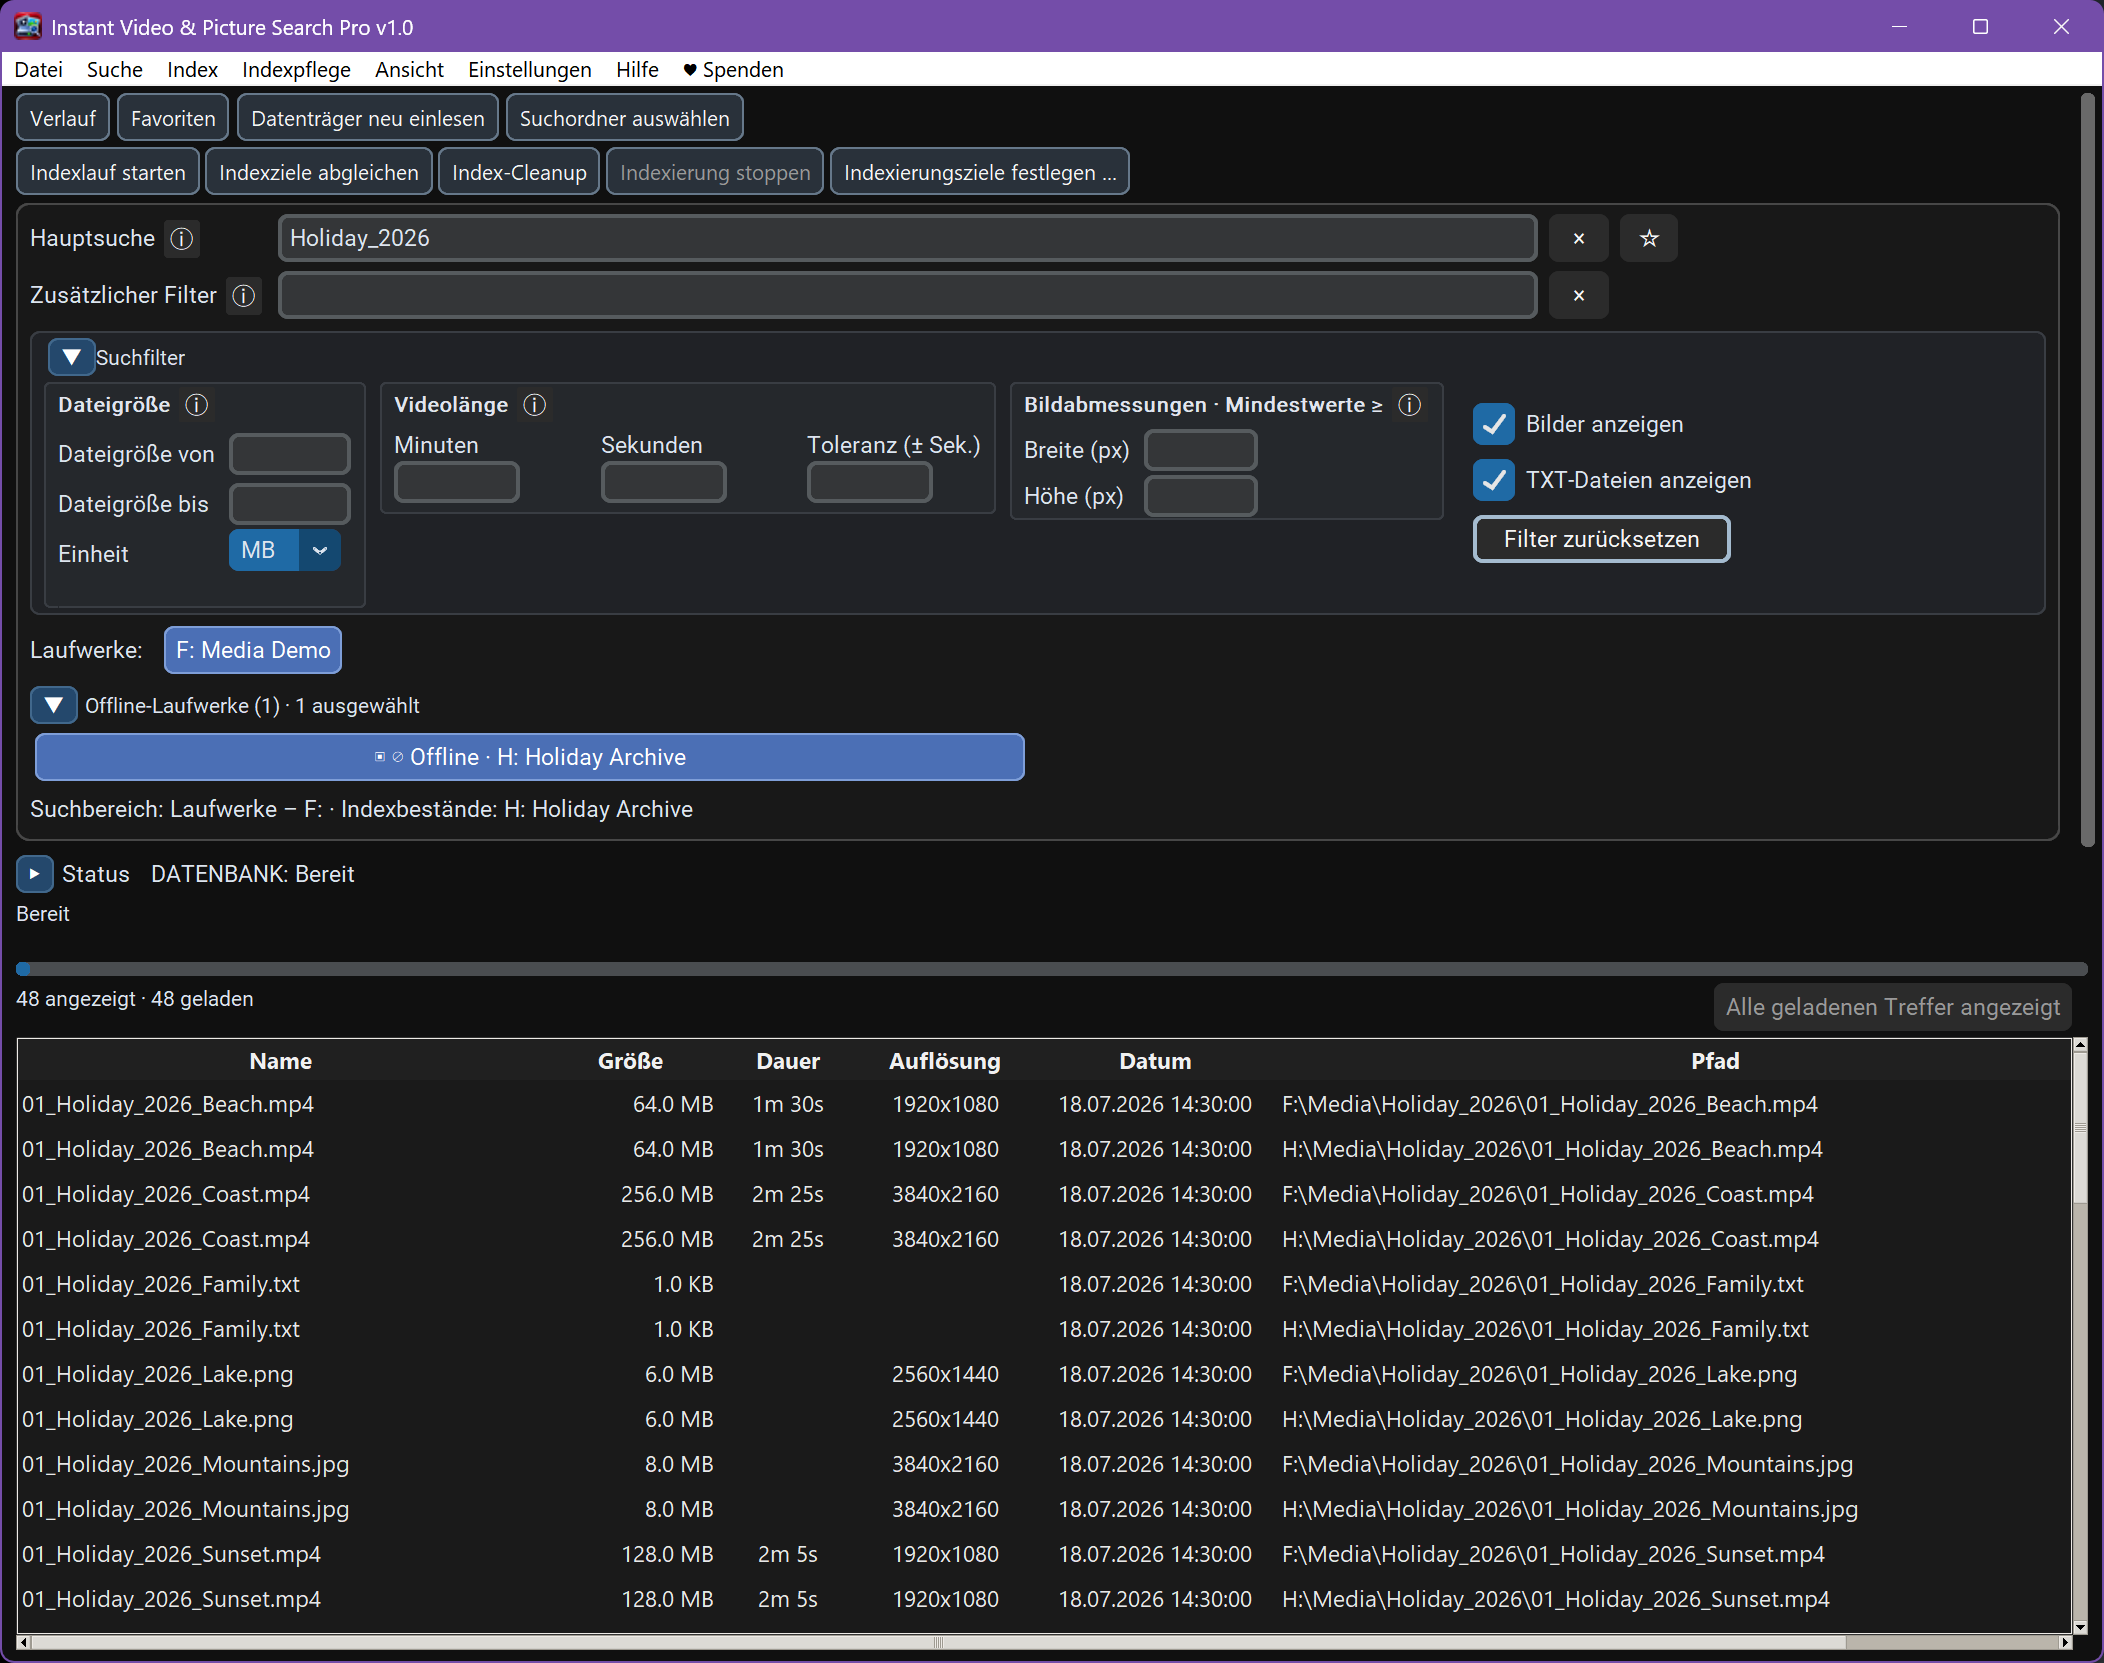 Instant Video & Picture Search Pro v1.0
Datei Suche Index Indexpflege Ansicht Einstellungen Hilfe ♥ Spenden
Verlauf Favoriten Datenträger neu einlesen Suchordner auswählen
Indexlauf starten Indexziele abgleichen Index-Cleanup Indexierung stoppen Indexierungsziele festlegen ...
Hauptsuche ⓘ Holiday_2026 × ☆
Zusätzlicher Filter ⓘ ×
▼ Suchfilter
Dateigröße ⓘ Videolänge ⓘ Bildabmessungen · Mindestwerte ≥ ⓘ
Bilder anzeigen
Minuten Sekunden Toleranz (± Sek.)
Dateigröße von Breite (px)
TXT-Dateien anzeigen
Dateigröße bis Höhe (px)
Filter zurücksetzen
Einheit MB
Laufwerke: F: Media Demo
▼ Offline-Laufwerke (1) · 1 ausgewählt
▣ ⊘ Offline · H: Holiday Archive
Suchbereich: Laufwerke – F: · Indexbestände: H: Holiday Archive
▶ Status DATENBANK: Bereit
Bereit
48 angezeigt · 48 geladen Alle geladenen Treffer angezeigt
Name Größe Dauer Auflösung Datum Pfad
01_Holiday_2026_Beach.mp4 64.0 MB 1m 30s 1920x1080 18.07.2026 14:30:00 F:\Media\Holiday_2026\01_Holiday_2026_Beach.mp4
01_Holiday_2026_Beach.mp4 64.0 MB 1m 30s 1920x1080 18.07.2026 14:30:00 H:\Media\Holiday_2026\01_Holiday_2026_Beach.mp4
01_Holiday_2026_Coast.mp4 256.0 MB 2m 25s 3840x2160 18.07.2026 14:30:00 F:\Media\Holiday_2026\01_Holiday_2026_Coast.mp4
01_Holiday_2026_Coast.mp4 256.0 MB 2m 25s 3840x2160 18.07.2026 14:30:00 H:\Media\Holiday_2026\01_Holiday_2026_Coast.mp4
01_Holiday_2026_Family.txt 1.0 KB 18.07.2026 14:30:00 F:\Media\Holiday_2026\01_Holiday_2026_Family.txt
01_Holiday_2026_Family.txt 1.0 KB 18.07.2026 14:30:00 H:\Media\Holiday_2026\01_Holiday_2026_Family.txt
01_Holiday_2026_Lake.png 6.0 MB 2560x1440 18.07.2026 14:30:00 F:\Media\Holiday_2026\01_Holiday_2026_Lake.png
01_Holiday_2026_Lake.png 6.0 MB 2560x1440 18.07.2026 14:30:00 H:\Media\Holiday_2026\01_Holiday_2026_Lake.png
01_Holiday_2026_Mountains.jpg 8.0 MB 3840x2160 18.07.2026 14:30:00 F:\Media\Holiday_2026\01_Holiday_2026_Mountains.jpg
01_Holiday_2026_Mountains.jpg 8.0 MB 3840x2160 18.07.2026 14:30:00 H:\Media\Holiday_2026\01_Holiday_2026_Mountains.jpg
01_Holiday_2026_Sunset.mp4 128.0 MB 2m 5s 1920x1080 18.07.2026 14:30:00 F:\Media\Holiday_2026\01_Holiday_2026_Sunset.mp4
01_Holiday_2026_Sunset.mp4 128.0 MB 2m 5s 1920x1080 18.07.2026 14:30:00 H:\Media\Holiday_2026\01_Holiday_2026_Sunset.mp4